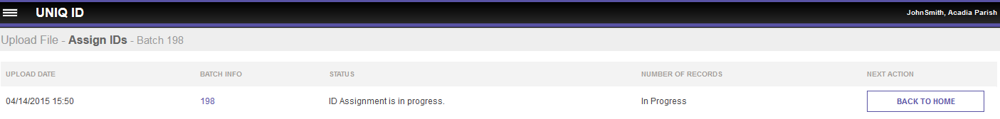 UNIQ ID
JohnSmith, Acadia Parish
Upload File - Assign IDs - Batch 198
UPLOAD DATE BATCH INFO STATUS NUMBER OF RECORDS NEXT ACTION
04/14/2015 15:50 198 ID Assignment is in progress. In Progress BACK TO HOME